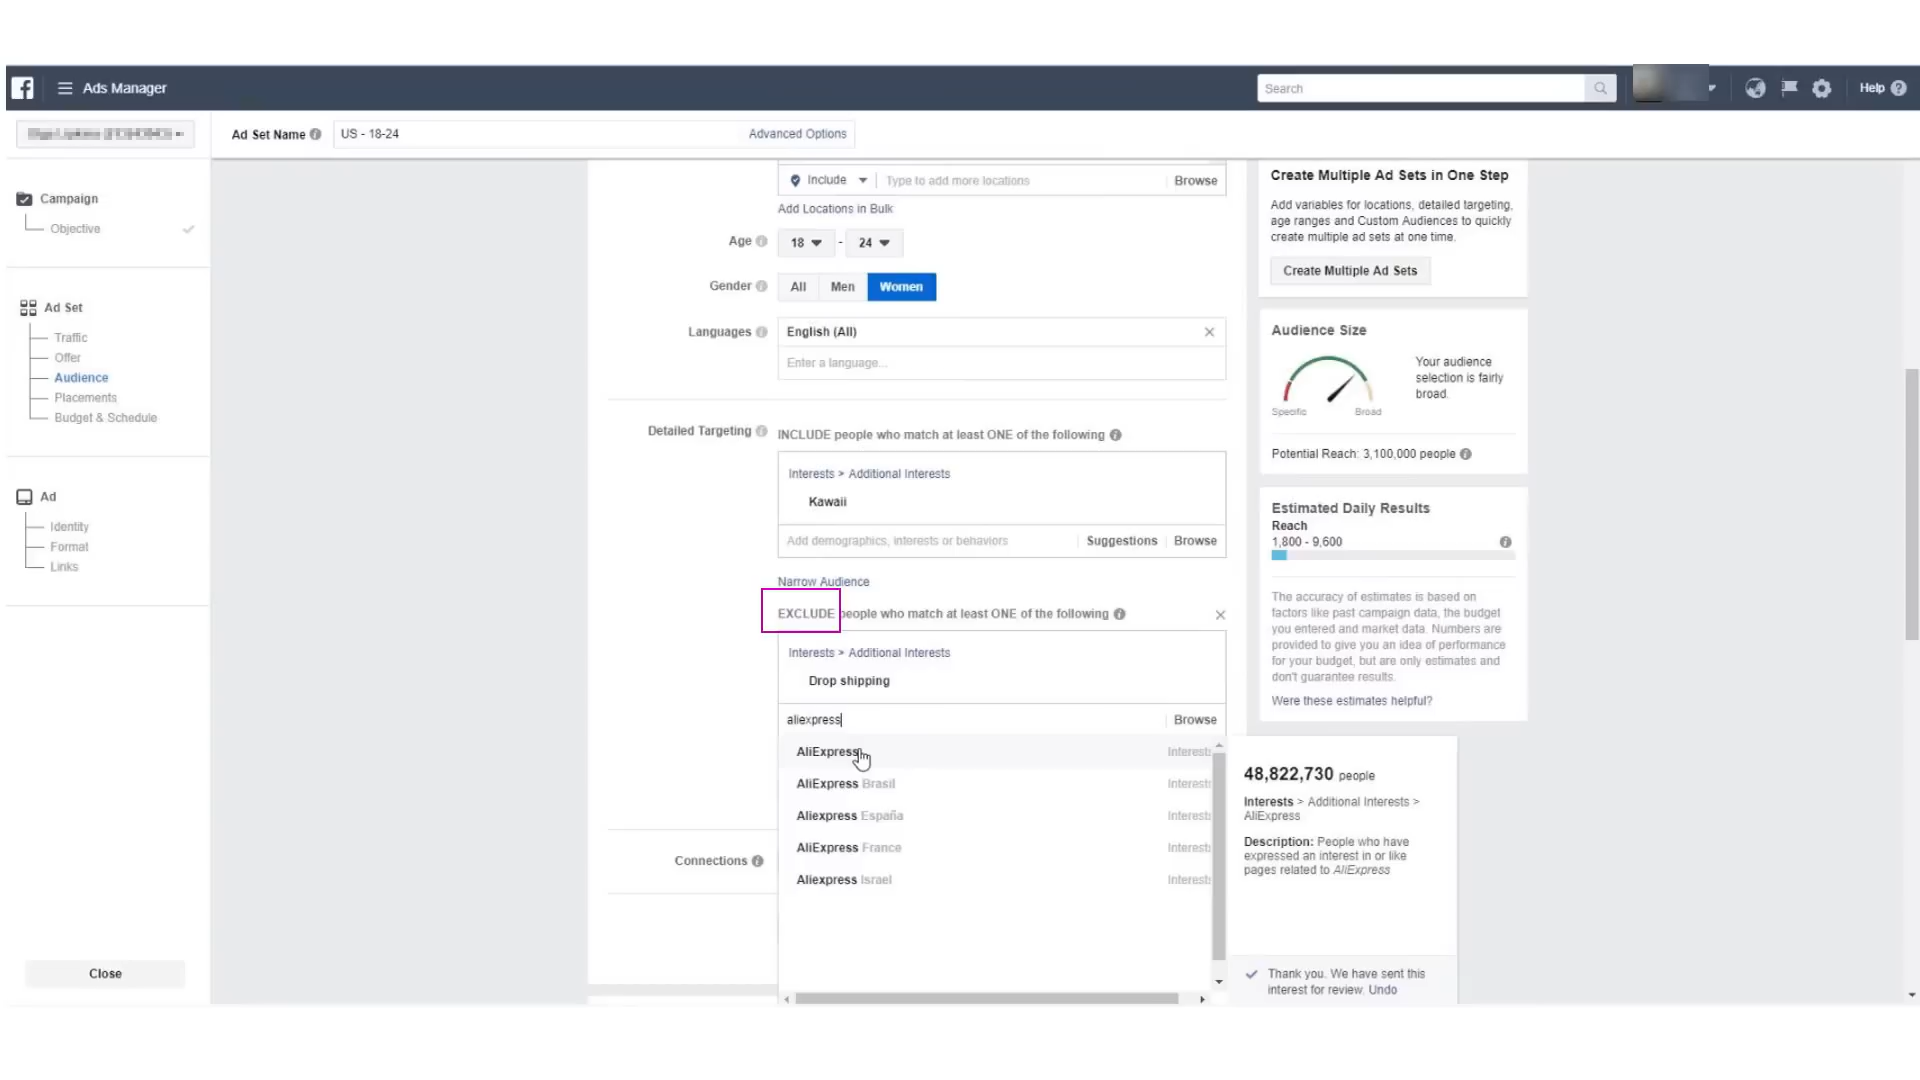 Ads Manager
Search
Help
Ad Set Name
US - 18-24
Advanced Options
Campaign
Objective
Ad Set
Traffic
Offer
Audience
Placements
Budget & Schedule
Ad
Identity
Format
Links
Close
Include
Type to add more locations
Browse
Add Locations in Bulk
Age
18 - 24
Gender
All
Men
Women
Languages
English (All)
Enter a language...
Detailed Targeting
INCLUDE people who match at least ONE of the following
Interests > Additional Interests
Kawaii
Add demographics, interests or behaviors
Suggestions
Browse
Narrow Audience
EXCLUDE people who match at least ONE of the following
Interests > Additional Interests
Drop shipping
aliexpress
Browse
AliExpress
AliExpress Brasil
Aliexpress España
AliExpress France
Aliexpress Israel
Connections
Create Multiple Ad Sets in One Step
Add variables for locations, detailed targeting,
age ranges and Custom Audiences to quickly
create multiple ad sets at one time.
Create Multiple Ad Sets
Audience Size
Specific
Broad
Your audience
selection is fairly
broad.
Potential Reach: 3,100,000 people
Estimated Daily Results
Reach
1,800 - 9,600
The accuracy of estimates is based on
factors like past campaign data, the budget
you entered and market data. Numbers are
provided to give you an idea of performance
for your budget, but are only estimates and
don't guarantee results.
Were these estimates helpful?
48,822,730 people
Interests > Additional Interests >
AliExpress
Description: People who have
expressed an interest in or like
pages related to AliExpress
Thank you. We have sent this
interest for review. Undo